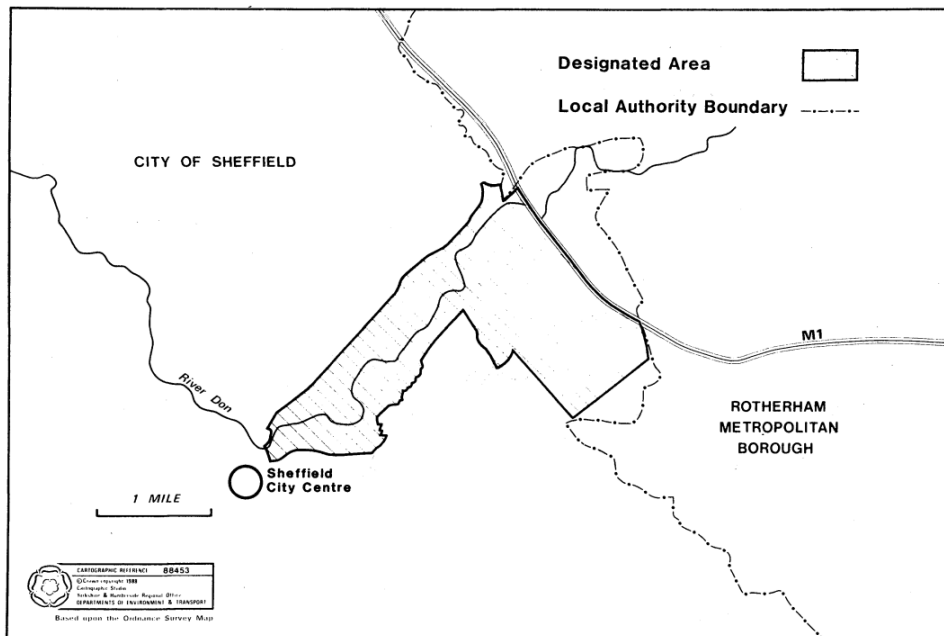 Designated Area
Local Authority Boundary
CITY OF SHEFFIELD
M1
River Don
ROTHERHAM
METROPOLITAN
BOROUGH
Sheffield
City Centre
1 MILE
CARTOGRAPHIC REFERENCE 88453
©Crown copyright 1988
Cartographic Studio
Yorkshire & Humberside Regional Office
DEPARTMENTS OF ENVIRONMENT & TRANSPORT
Based upon the Ordnance Survey Map